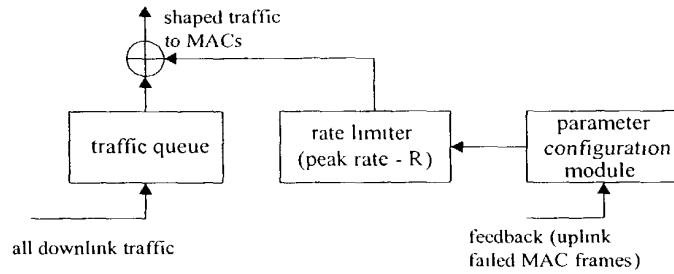 shaped traffic
to MACs
traffic queue
rate limiter
(peak rate - R)
parameter
configuration
module
all downlink traffic
feedback (uplink
failed MAC frames)